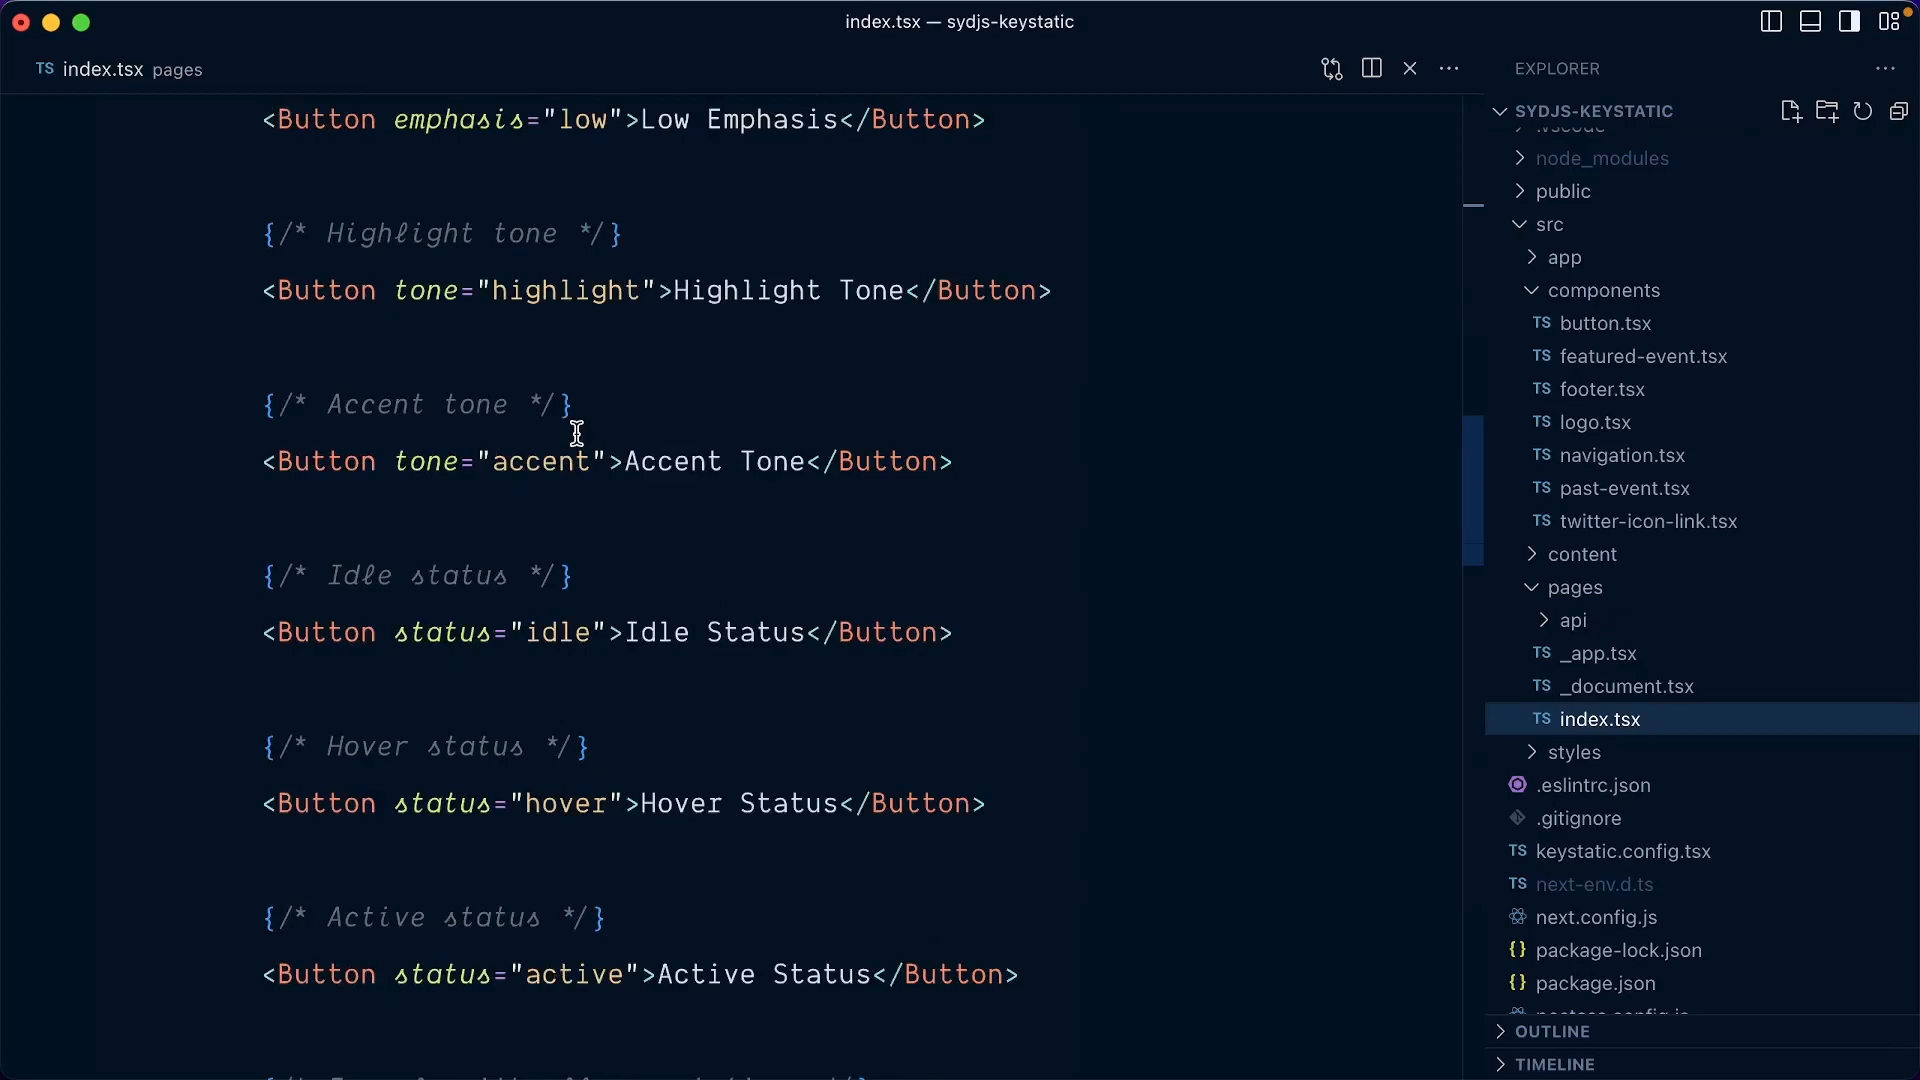 index.tsx — sydjs-keystatic
TS index.tsx pages
<Button emphasis="low">Low Emphasis</Button>
{/* Highlight tone */}
<Button tone="highlight">Highlight Tone</Button>
{/* Accent tone */}
<Button tone="accent">Accent Tone</Button>
{/* Idle status */}
<Button status="idle">Idle Status</Button>
{/* Hover status */}
<Button status="hover">Hover Status</Button>
{/* Active status */}
<Button status="active">Active Status</Button>
EXPLORER
SYDJS-KEYSTATIC
.vscode
node_modules
public
src
app
components
TS button.tsx
TS featured-event.tsx
TS footer.tsx
TS logo.tsx
TS navigation.tsx
TS past-event.tsx
TS twitter-icon-link.tsx
content
pages
api
TS _app.tsx
TS _document.tsx
TS index.tsx
styles
.eslintrc.json
.gitignore
TS keystatic.config.tsx
TS next-env.d.ts
next.config.js
{} package-lock.json
{} package.json
OUTLINE
TIMELINE